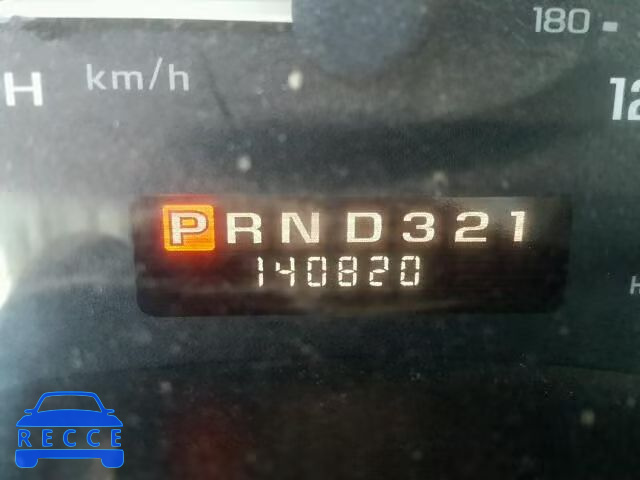 180
H km/h 12
PRND321
140820
H
RECCE